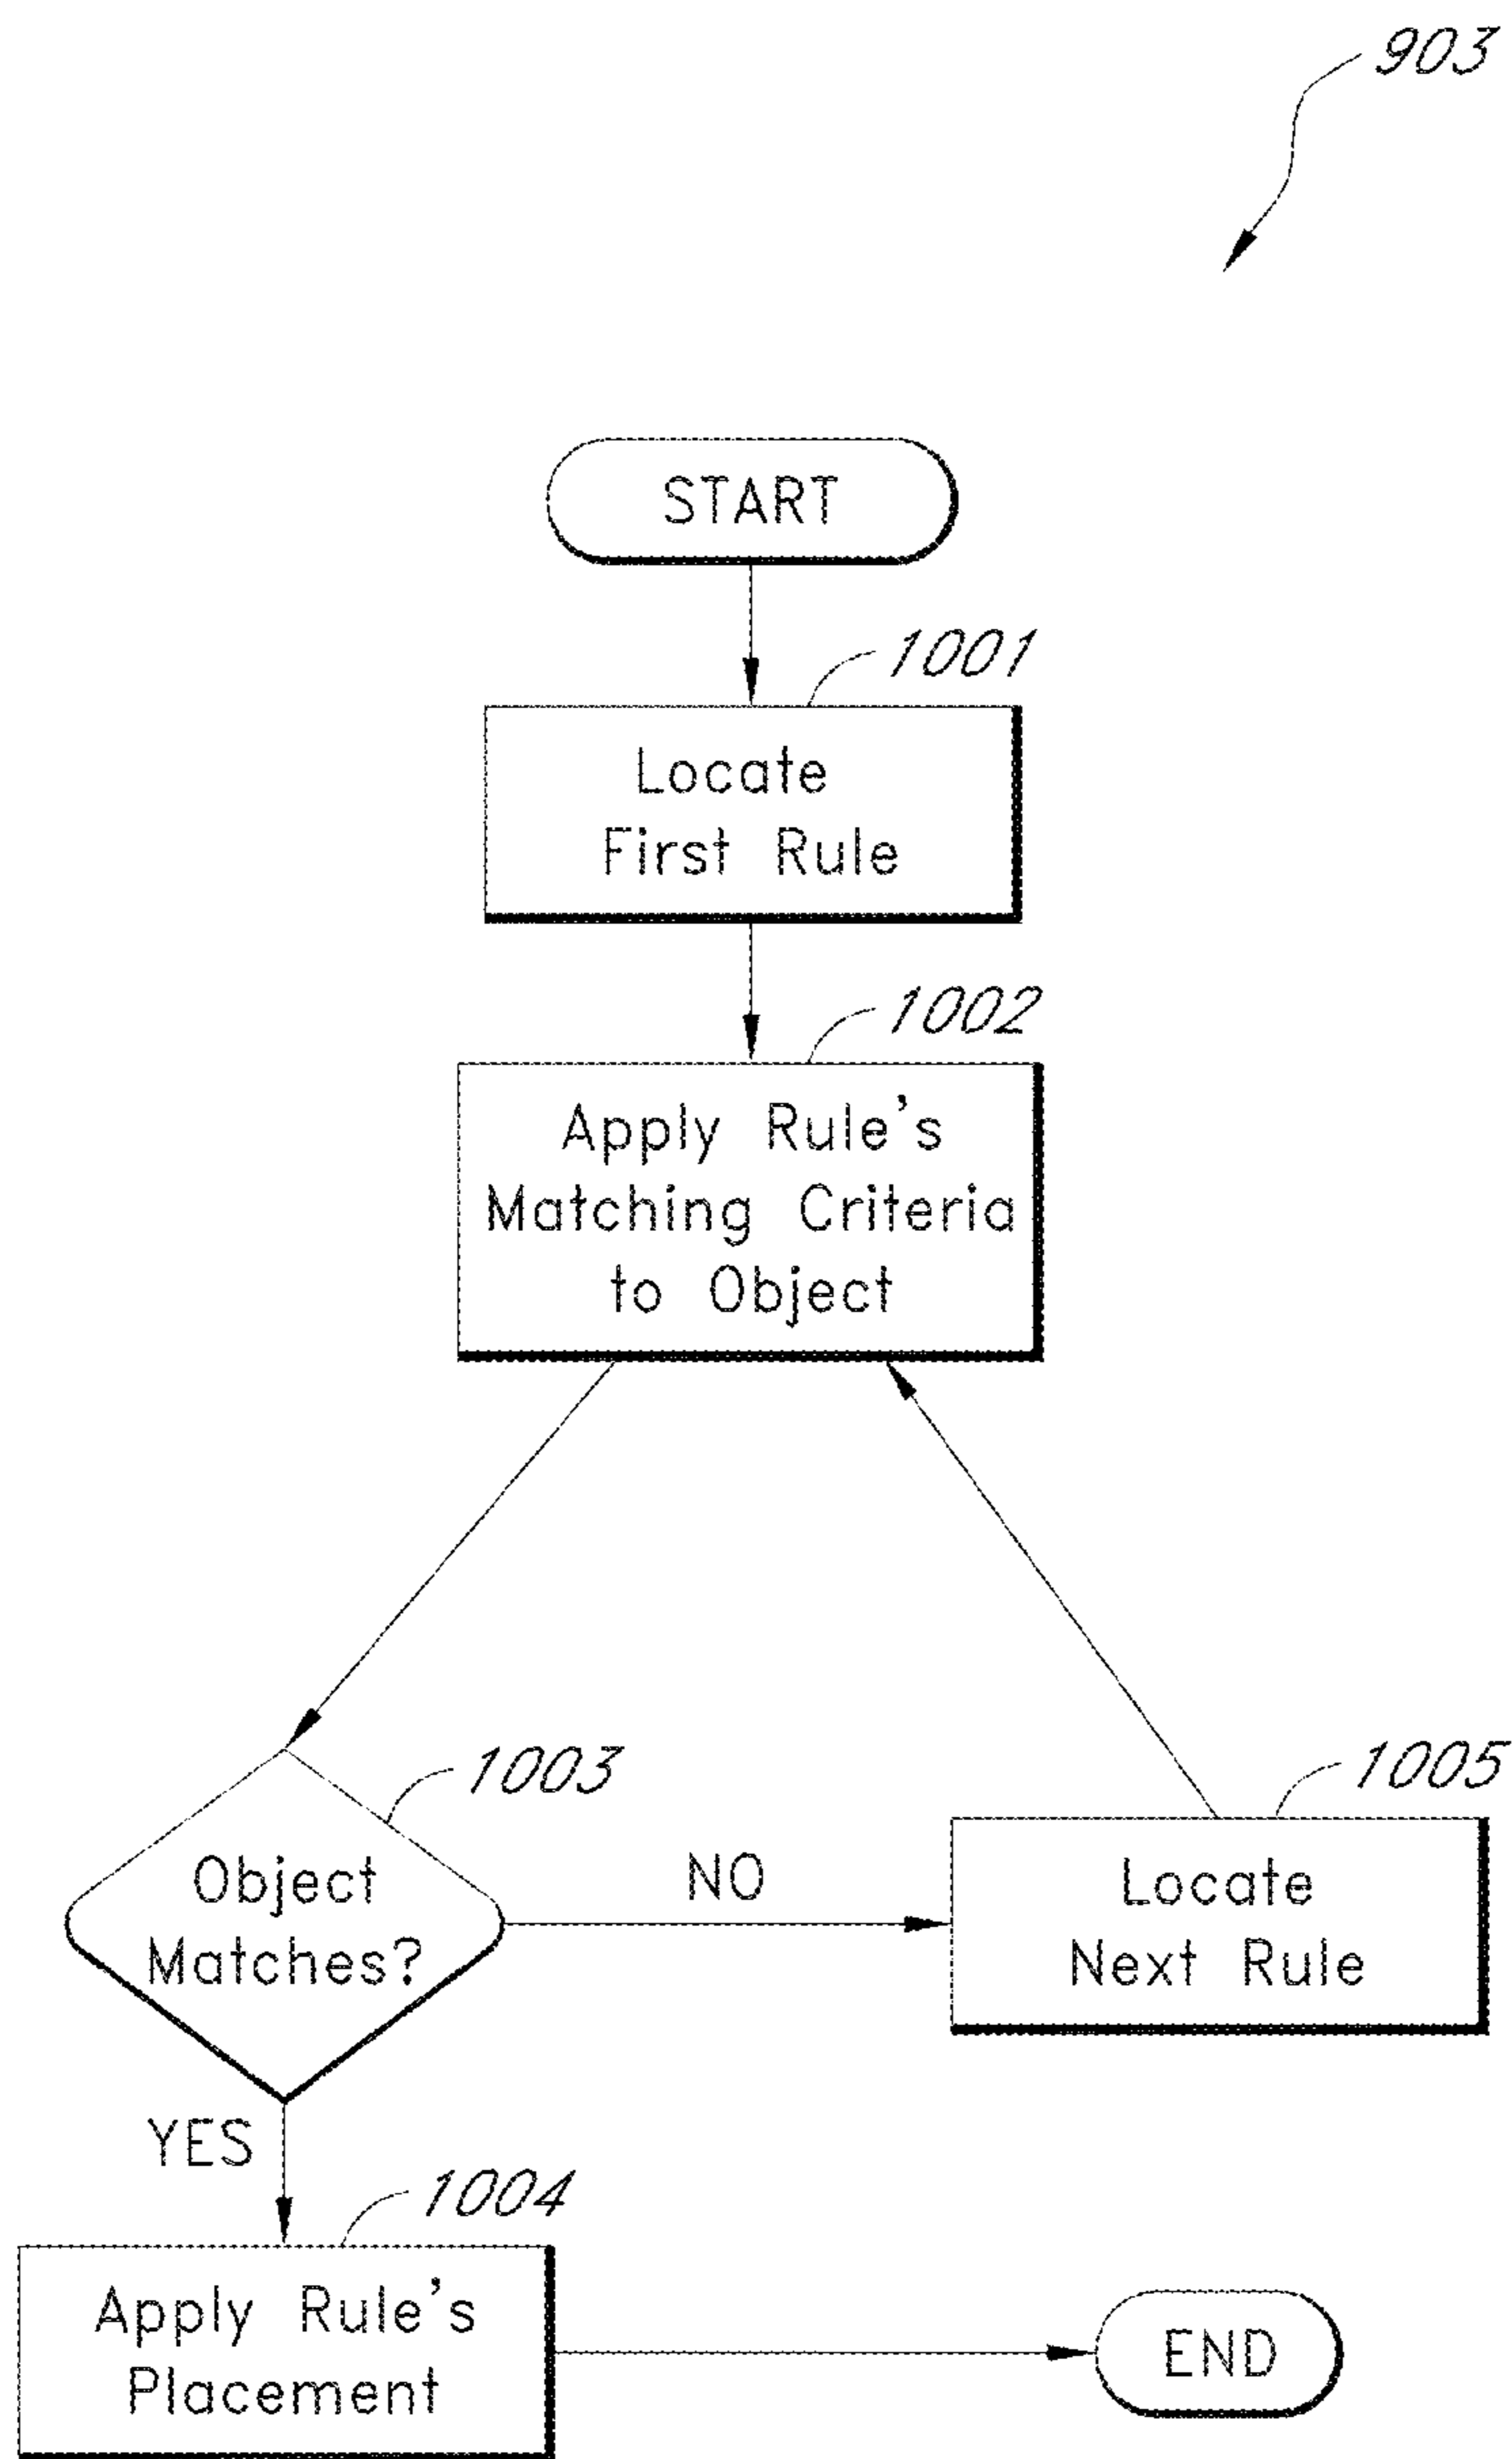 903
START
1001
Locate
First Rule
1002
Apply Rule's
Matching Criteria
to Object
1003
Object
Matches?
NO
1005
Locate
Next Rule
YES
1004
Apply Rule's
Placement
END